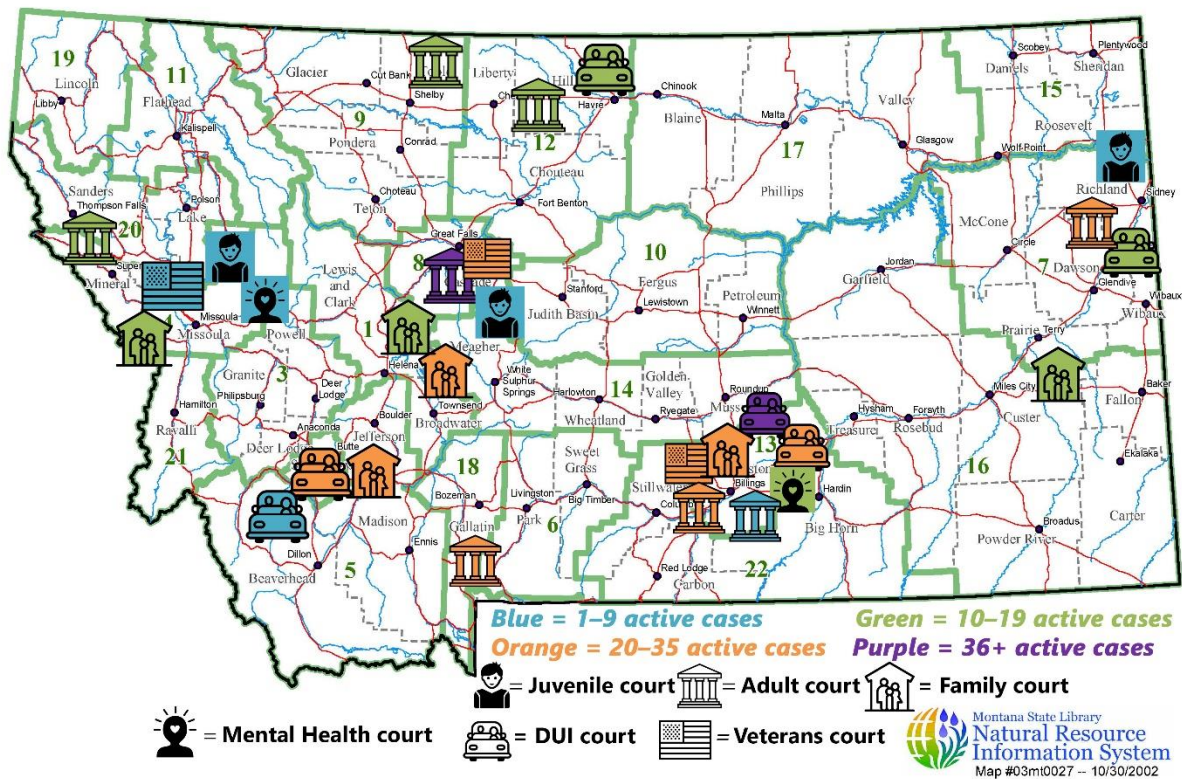 19
Lincoln
Libby
11
Flathead
Kalispell
Glacier
Cut Bank
Shelby
9
Pondera
Conrad
Choteau
Teton
Liberty
Hill
Havre
12
Chouteau
Fort Benton
Chinook
Blaine
Malta
17
Phillips
Valley
Glasgow
Scobey
Daniels
Plentywood
Sheridan
15
Roosevelt
Wolf Point
Richland
Sidney
McCone
Circle
7
Dawson
Glendive
Wibaux
Wibaux
Prairie
Terry
Sanders
Thompson Falls
20
Polson
Lake
Mineral
Missoula
Missoula
Powell
Lewis
and
Clark
Great Falls
8
1
Helena
Meagher
White
Sulphur
Springs
Stanford
Judith Basin
10
Fergus
Lewistown
Petroleum
Winnett
Garfield
Jordan
Granite
Philipsburg
3
Deer
Lodge
Anaconda
Deer Lodge
Butte
Boulder
Jefferson
Townsend
Broadwater
Hamilton
Ravalli
21
Harlowton
Wheatland
14
Golden
Valley
Ryegate
Roundup
13
Hysham
Treasure
Forsyth
Rosebud
Miles City
Custer
16
Baker
Fallon
Ekalaka
Carter
Broadus
Powder River
18
Bozeman
Gallatin
Livingston
Park
6
Sweet
Grass
Big Timber
Stillwater
Billings
Hardin
Big Horn
Red Lodge
Carbon
22
Madison
Ennis
Dillon
Beaverhead
5
Blue = 1–9 active cases
Green = 10–19 active cases
Orange = 20–35 active cases
Purple = 36+ active cases
= Juvenile court
= Adult court
= Family court
= Mental Health court
= DUI court
= Veterans court
Montana State Library
Natural Resource
Information System
Map #03mt0027 -- 10/30/2002